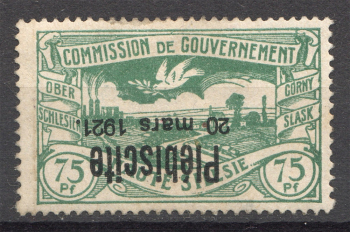 COMMISSION DE GOUVERNEMENT
OBER
SCHLESIEN
GORNY
SLASK
Plébiscite
20 mars 1921.
75
Pf
75
Pf